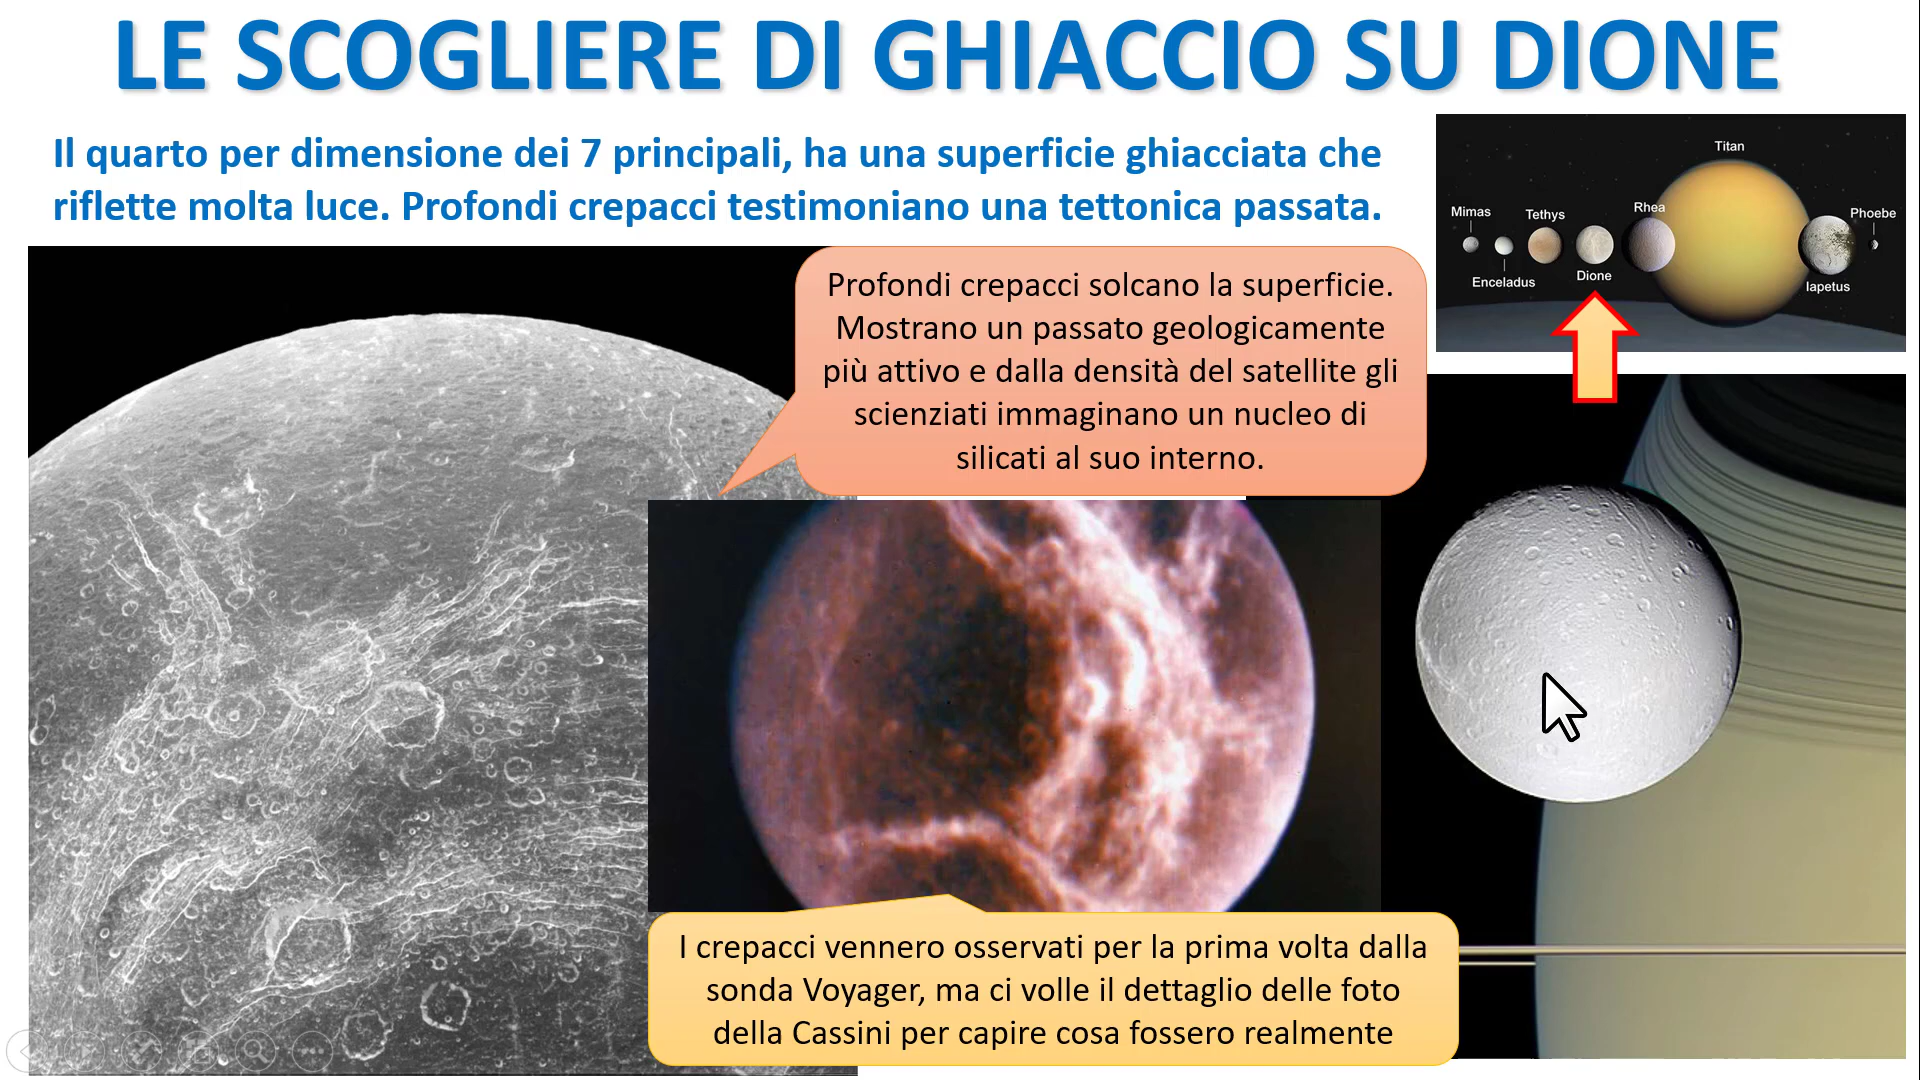 LE SCOGLIERE DI GHIACCIO SU DIONE
Il quarto per dimensione dei 7 principali, ha una superficie ghiacciata che
riflette molta luce. Profondi crepacci testimoniano una tettonica passata.
Titan
Mimas
Tethys
Rhea
Phoebe
Enceladus
Dione
Iapetus
Profondi crepacci solcano la superficie.
Mostrano un passato geologicamente
più attivo e dalla densità del satellite gli
scienziati immaginano un nucleo di
silicati al suo interno.
I crepacci vennero osservati per la prima volta dalla
sonda Voyager, ma ci volle il dettaglio delle foto
della Cassini per capire cosa fossero realmente